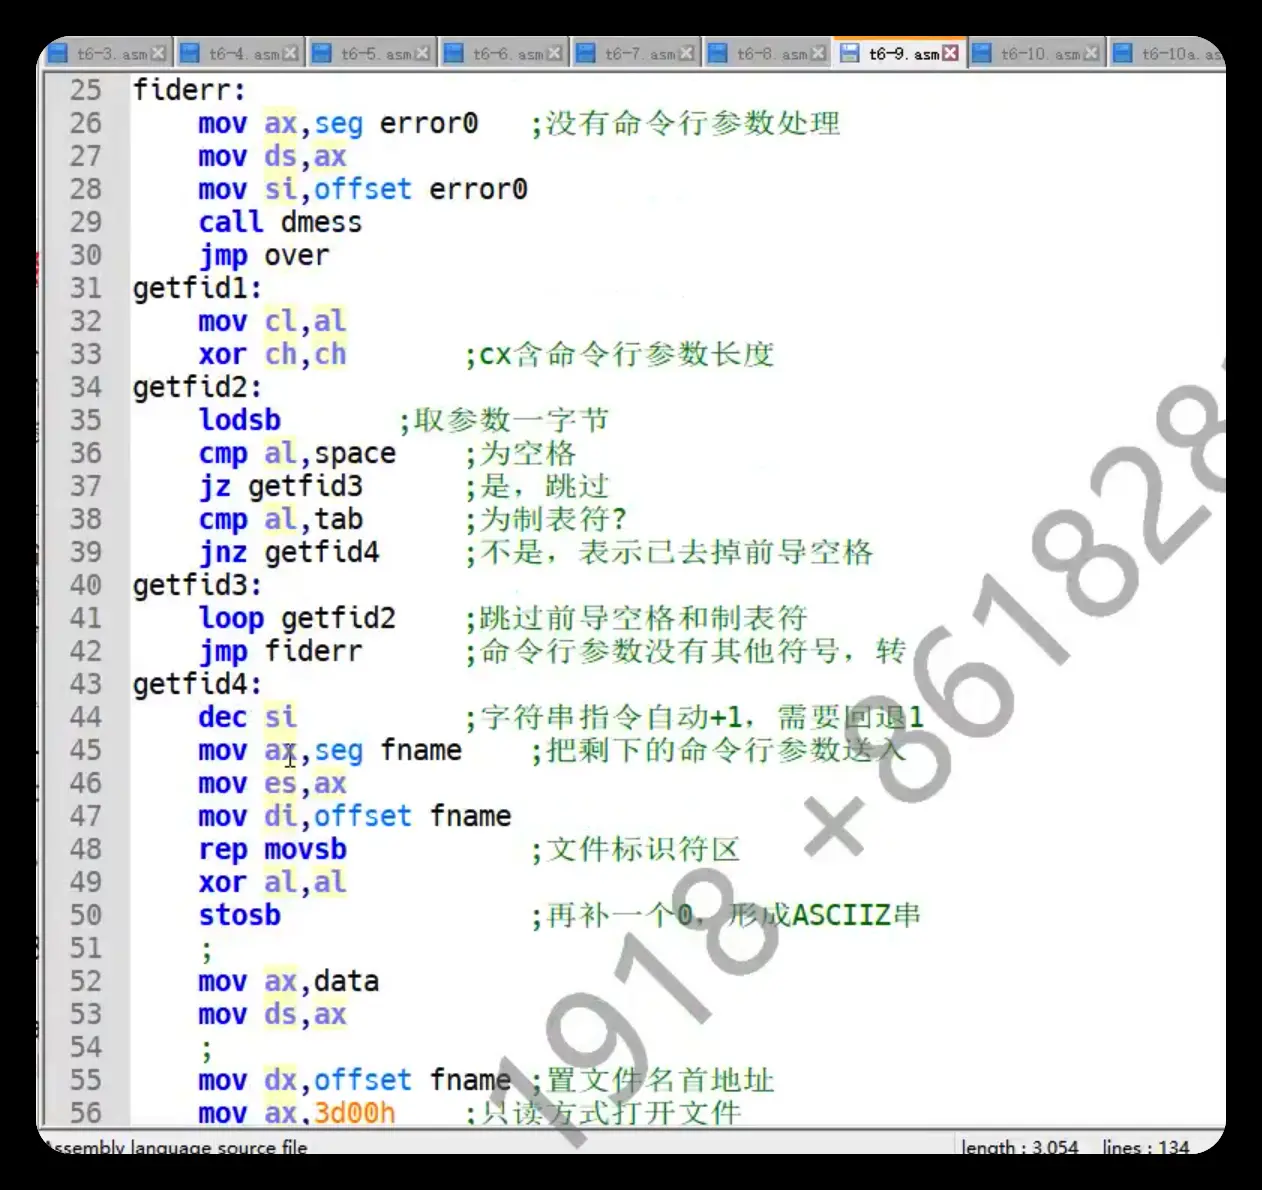 t6-3.asm t6-4.asm t6-5.asm t6-6.asm t6-7.asm t6-8.asm t6-9.asm t6-10.asm t6-10a.as
25 fiderr:
26 mov ax,seg error0 ;没有命令行参数处理
27 mov ds,ax
28 mov si,offset error0
29 call dmess
30 jmp over
31 getfid1:
32 mov cl,al
33 xor ch,ch ;cx含命令行参数长度
34 getfid2:
35 lodsb ;取参数一字节
36 cmp al,space ;为空格
37 jz getfid3 ;是，跳过
38 cmp al,tab ;为制表符?
39 jnz getfid4 ;不是，表示已去掉前导空格
40 getfid3:
41 loop getfid2 ;跳过前导空格和制表符
42 jmp fiderr ;命令行参数没有其他符号，转
43 getfid4:
44 dec si ;字符串指令自动+1，需要回退1
45 mov ax,seg fname ;把剩下的命令行参数送入
46 mov es,ax
47 mov di,offset fname
48 rep movsb ;文件标识符区
49 xor al,al
50 stosb ;再补一个0，形成ASCIIZ串
51 ;
52 mov ax,data
53 mov ds,ax
54 ;
55 mov dx,offset fname ;置文件名首地址
56 mov ax,3d00h ;只读方式打开文件
Assembly language source file length : 3,054 lines : 134
1918 +861828